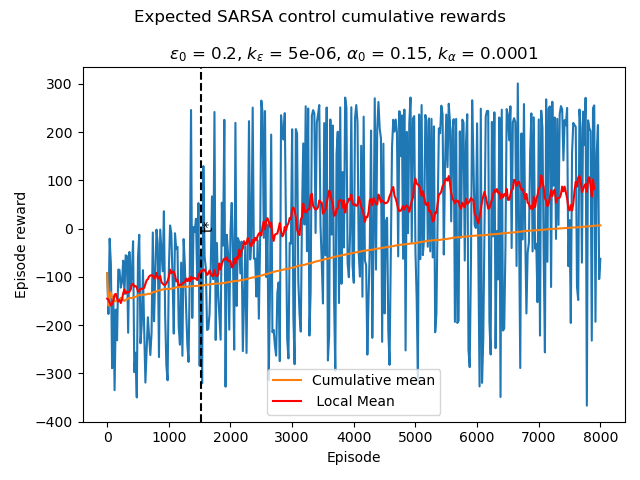 Expected SARSA control cumulative rewards
ε₀ = 0.2, kε = 5e-06, α₀ = 0.15, kα = 0.0001
Episode reward
300
200
100
0
−100
−200
−300
−400
Cumulative mean
Local Mean
0
1000
2000
3000
4000
5000
6000
7000
8000
Episode